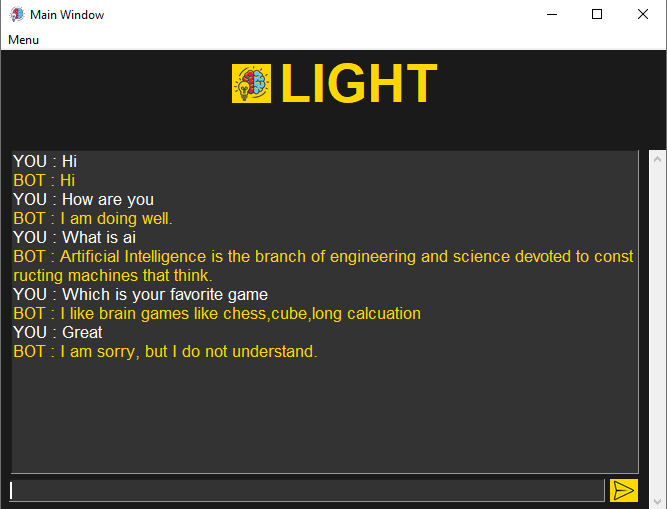 Main Window
Menu
LIGHT
YOU : Hi
BOT : Hi
YOU : How are you
BOT : I am doing well.
YOU : What is ai
BOT : Artificial Intelligence is the branch of engineering and science devoted to const
ructing machines that think.
YOU : Which is your favorite game
BOT : I like brain games like chess,cube,long calcuation
YOU : Great
BOT : I am sorry, but I do not understand.